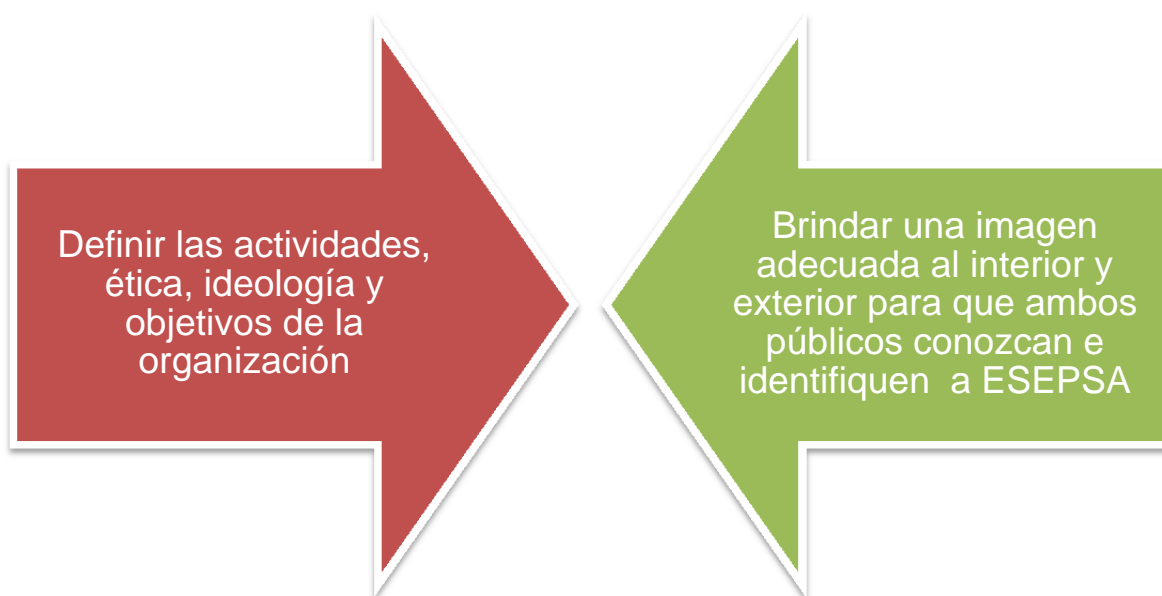 Definir las actividades,
ética, ideología y
objetivos de la
organización
Brindar una imagen
adecuada al interior y
exterior para que ambos
públicos conozcan e
identifiquen a ESEPSA